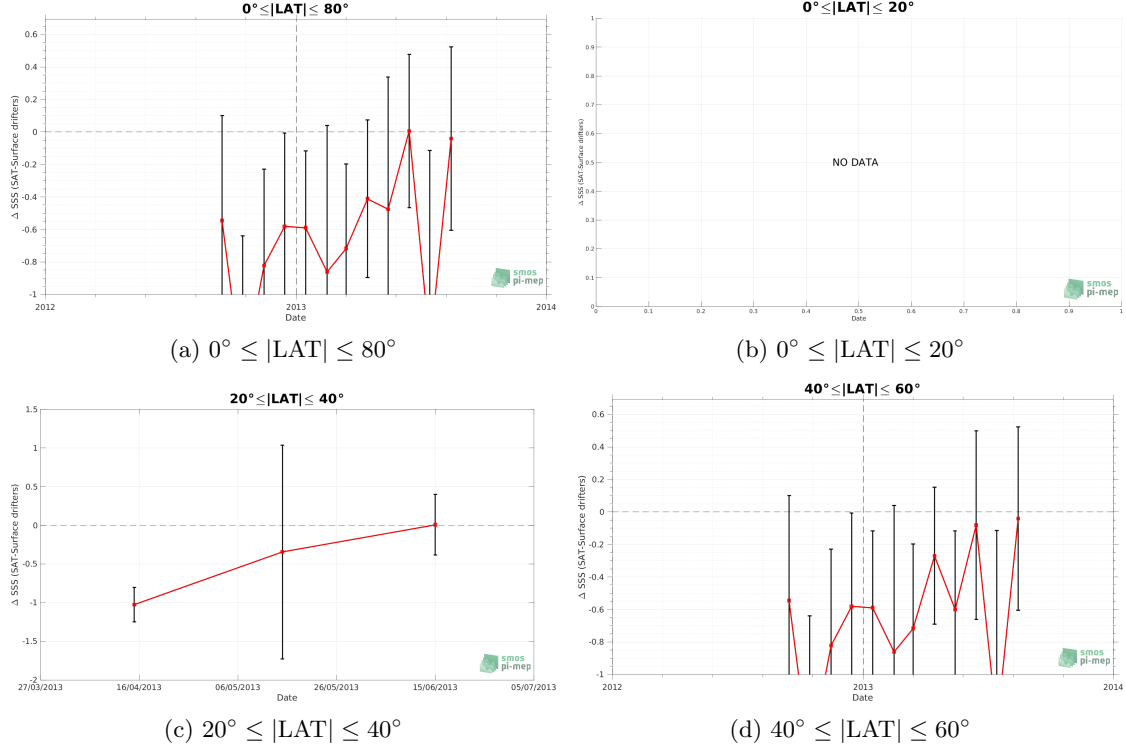 0°≤|LAT|≤ 80°
Δ SSS (SAT-Surface drifters)
0.6
0.4
0.2
0
-0.2
-0.4
-0.6
-0.8
-1
2012
2013
2014
Date
smos
pi-mep
(a) 0° ≤ |LAT| ≤ 80°
0°≤|LAT|≤ 20°
Δ SSS (SAT-Surface drifters)
1
0.9
0.8
0.7
0.6
0.5
0.4
0.3
0.2
0.1
0
NO DATA
0
0.1
0.2
0.3
0.4
0.5
0.6
0.7
0.8
0.9
1
Date
smos
pi-mep
(b) 0° ≤ |LAT| ≤ 20°
20°≤|LAT|≤ 40°
Δ SSS (SAT-Surface drifters)
1.5
1
0.5
0
-0.5
-1
-1.5
-2
27/03/2013
16/04/2013
06/05/2013
26/05/2013
15/06/2013
05/07/2013
Date
smos
pi-mep
(c) 20° ≤ |LAT| ≤ 40°
40°≤|LAT|≤ 60°
Δ SSS (SAT-Surface drifters)
0.6
0.4
0.2
0
-0.2
-0.4
-0.6
-0.8
-1
2012
2013
2014
Date
smos
pi-mep
(d) 40° ≤ |LAT| ≤ 60°